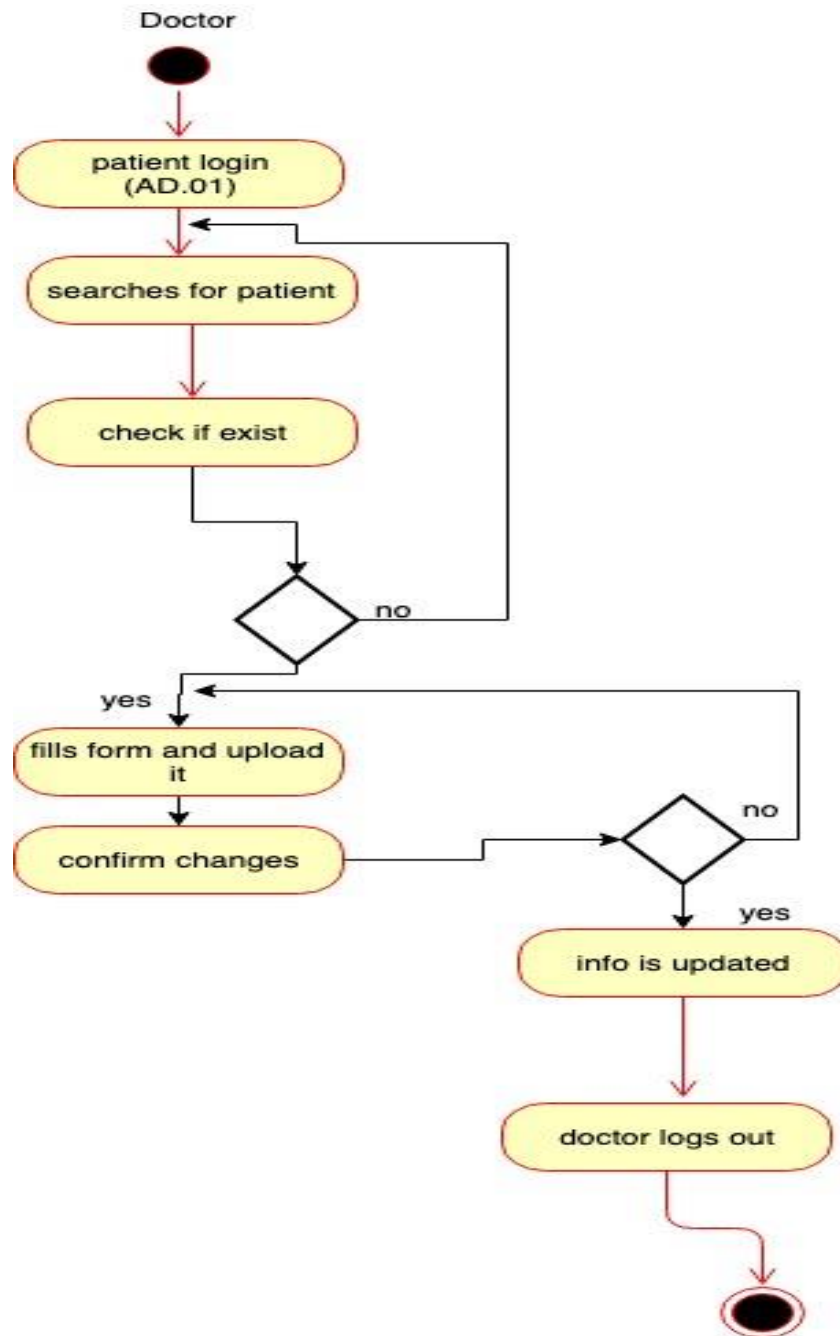 Doctor
patient login
(AD.01)
searches for patient
check if exist
no
yes
fills form and upload
it
no
confirm changes
yes
info is updated
doctor logs out